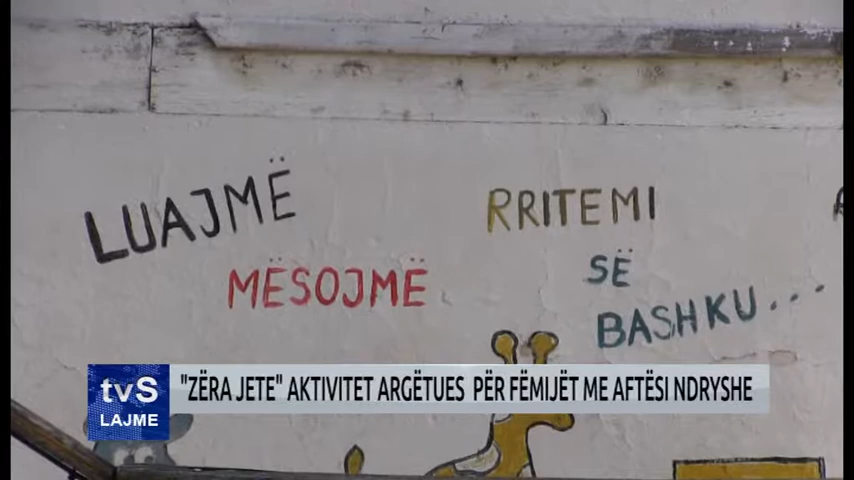 LUAJMË
MËSOJMË
RRITEMI
SË
BASHKU...
tvS
LAJME
"ZËRA JETE" AKTIVITET ARGËTUES PËR FËMIJËT ME AFTËSI NDRYSHE